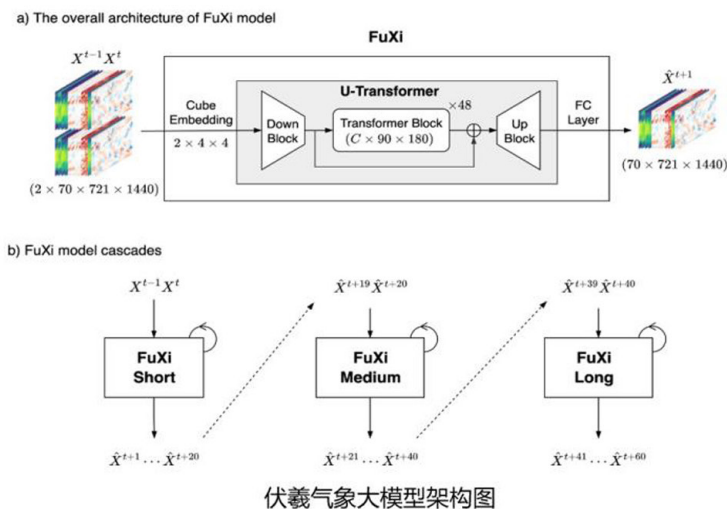 a) The overall architecture of FuXi model
FuXi
X^{t-1} X^{t}
X̂^{t+1}
U-Transformer
Cube
Embedding
2 × 4 × 4
Down
Block
×48
Transformer Block
(C × 90 × 180)
Up
Block
FC
Layer
(2 × 70 × 721 × 1440)
(70 × 721 × 1440)
b) FuXi model cascades
X^{t-1} X^{t}
X̂^{t+19} X̂^{t+20}
X̂^{t+39} X̂^{t+40}
FuXi
Short
FuXi
Medium
FuXi
Long
X̂^{t+1} ... X̂^{t+20}
X̂^{t+21} ... X̂^{t+40}
X̂^{t+41} ... X̂^{t+60}
伏羲气象大模型架构图